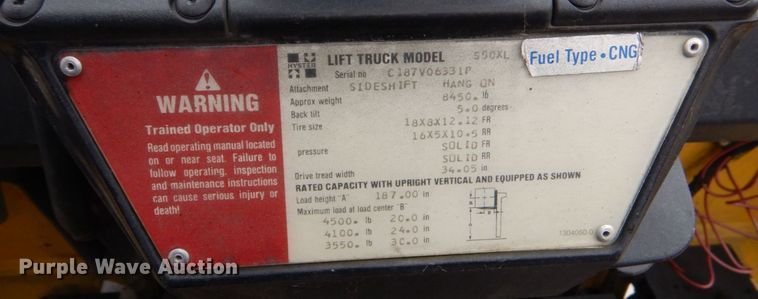 WARNING
Trained Operator Only
Read operating manual located
on or near seat. Failure to
follow operating, inspection
and maintenance instructions
can cause serious injury or
death!
HYSTER
LIFT TRUCK MODEL S50XL
Fuel Type • CNG
Serial no C187V06331P
Attachment SIDESHIFT HANG ON
Approx weight 8450. lb
Back tilt 5.0 degrees
Tire size 18X8X12.12 FR
16X5X10.5 RR
pressure SOLID FR
SOLID RR
Drive tread width 34.05 in
RATED CAPACITY WITH UPRIGHT VERTICAL AND EQUIPPED AS SHOWN
Load height "A" 187.00 in
Maximum load at load center "B"
4500. lb 20.0 in
4100. lb 24.0 in
3550. lb 30.0 in
Purple Wave Auction